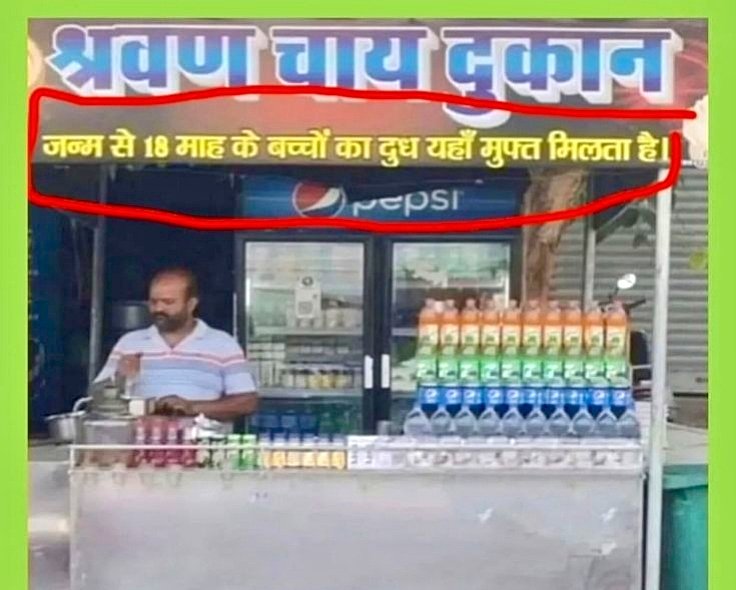 श्रवण चाय दुकान
जन्म से 18 माह के बच्चों का दुध यहाँ मुफ्त मिलता है।
pepsi